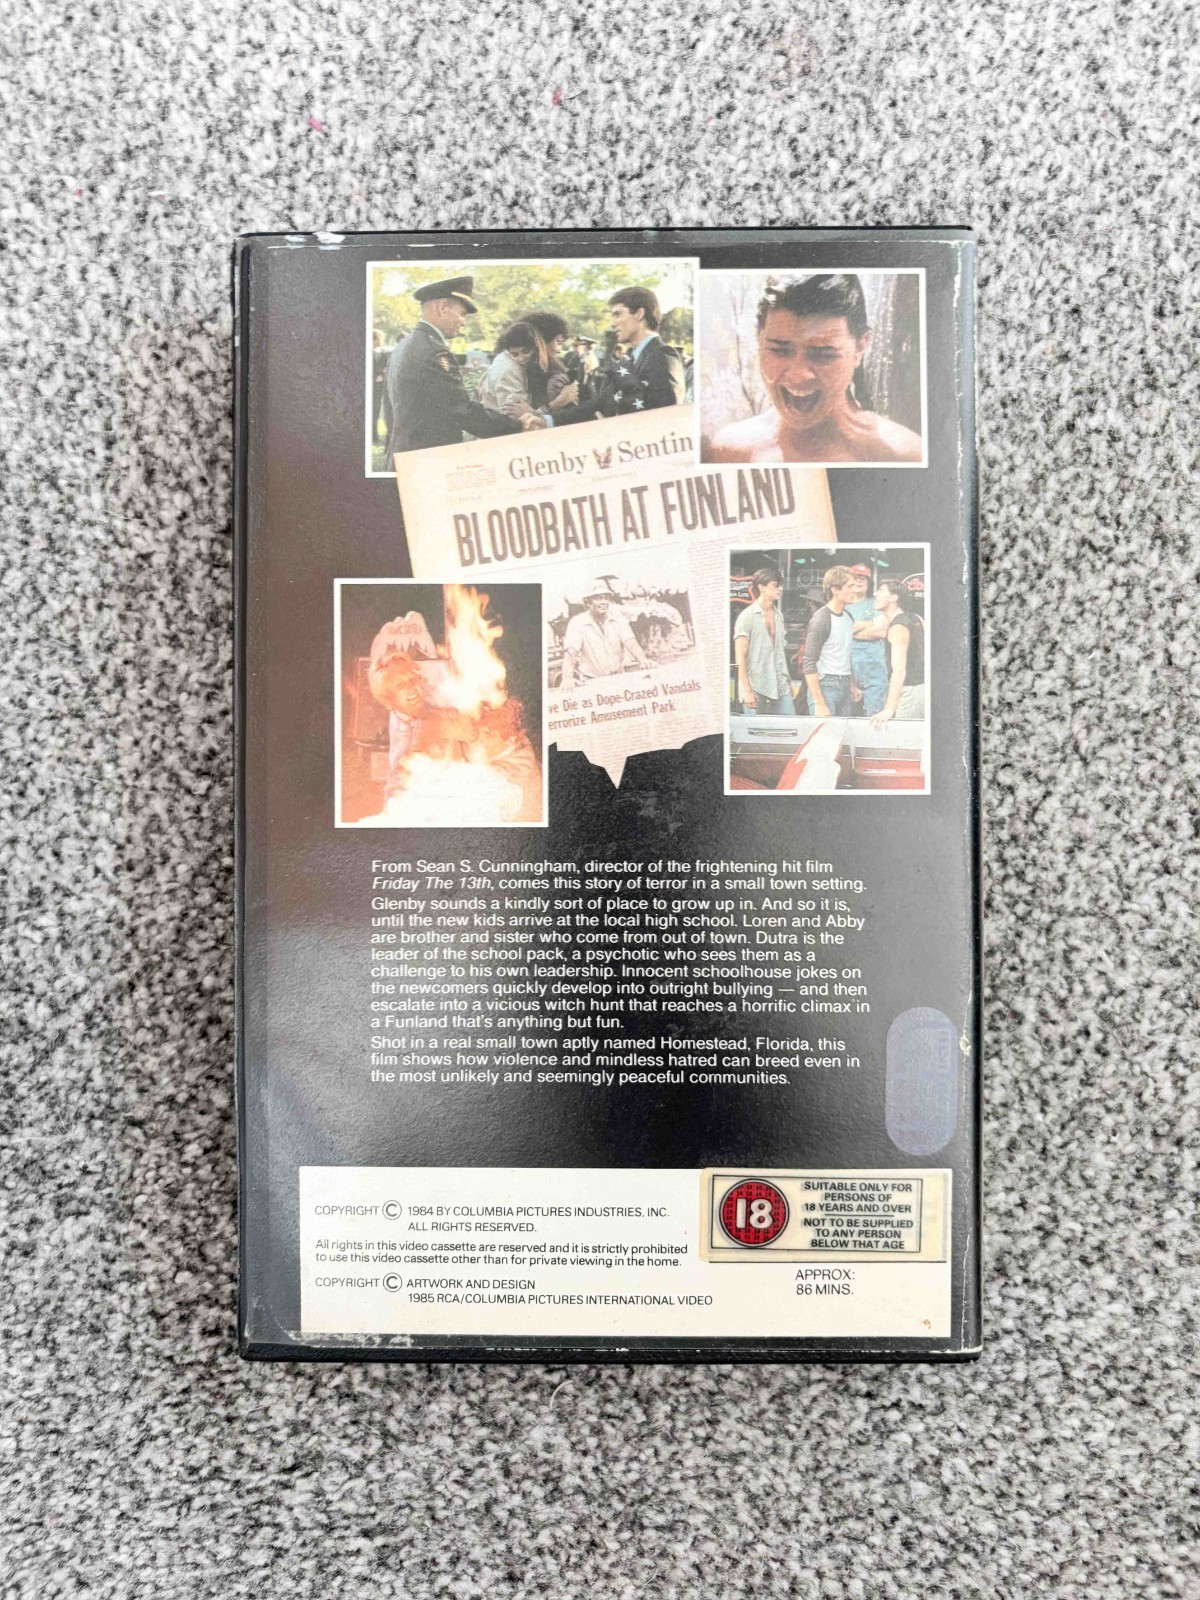 Glenby Sentin
BLOODBATH AT FUNLAND
ve Die as Dope-Crazed Vandals
errorize Amusement Park
From Sean S. Cunningham, director of the frightening hit film
Friday The 13th, comes this story of terror in a small town setting.
Glenby sounds a kindly sort of place to grow up in. And so it is,
until the new kids arrive at the local high school. Loren and Abby
are brother and sister who come from out of town. Dutra is the
leader of the school pack, a psychotic who sees them as a
challenge to his own leadership. Innocent schoolhouse jokes on
the newcomers quickly develop into outright bullying — and then
escalate into a vicious witch hunt that reaches a horrific climax in
a Funland that's anything but fun.
Shot in a real small town aptly named Homestead, Florida, this
film shows how violence and mindless hatred can breed even in
the most unlikely and seemingly peaceful communities.
COPYRIGHT © 1984 BY COLUMBIA PICTURES INDUSTRIES, INC.
ALL RIGHTS RESERVED.
All rights in this video cassette are reserved and it is strictly prohibited
to use this video cassette other than for private viewing in the home.
COPYRIGHT © ARTWORK AND DESIGN
1985 RCA/COLUMBIA PICTURES INTERNATIONAL VIDEO
18
SUITABLE ONLY FOR
PERSONS OF
18 YEARS AND OVER
NOT TO BE SUPPLIED
TO ANY PERSON
BELOW THAT AGE
APPROX:
86 MINS.